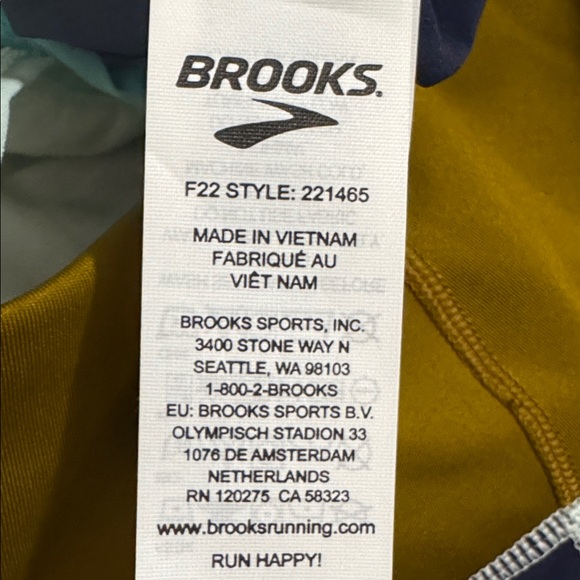 BROOKS.
F22 STYLE: 221465
MADE IN VIETNAM
FABRIQUÉ AU
VIÊT NAM
BROOKS SPORTS, INC.
3400 STONE WAY N
SEATTLE, WA 98103
1-800-2-BROOKS
EU: BROOKS SPORTS B.V.
OLYMPISCH STADION 33
1076 DE AMSTERDAM
NETHERLANDS
RN 120275 CA 58323
www.brooksrunning.com
RUN HAPPY!